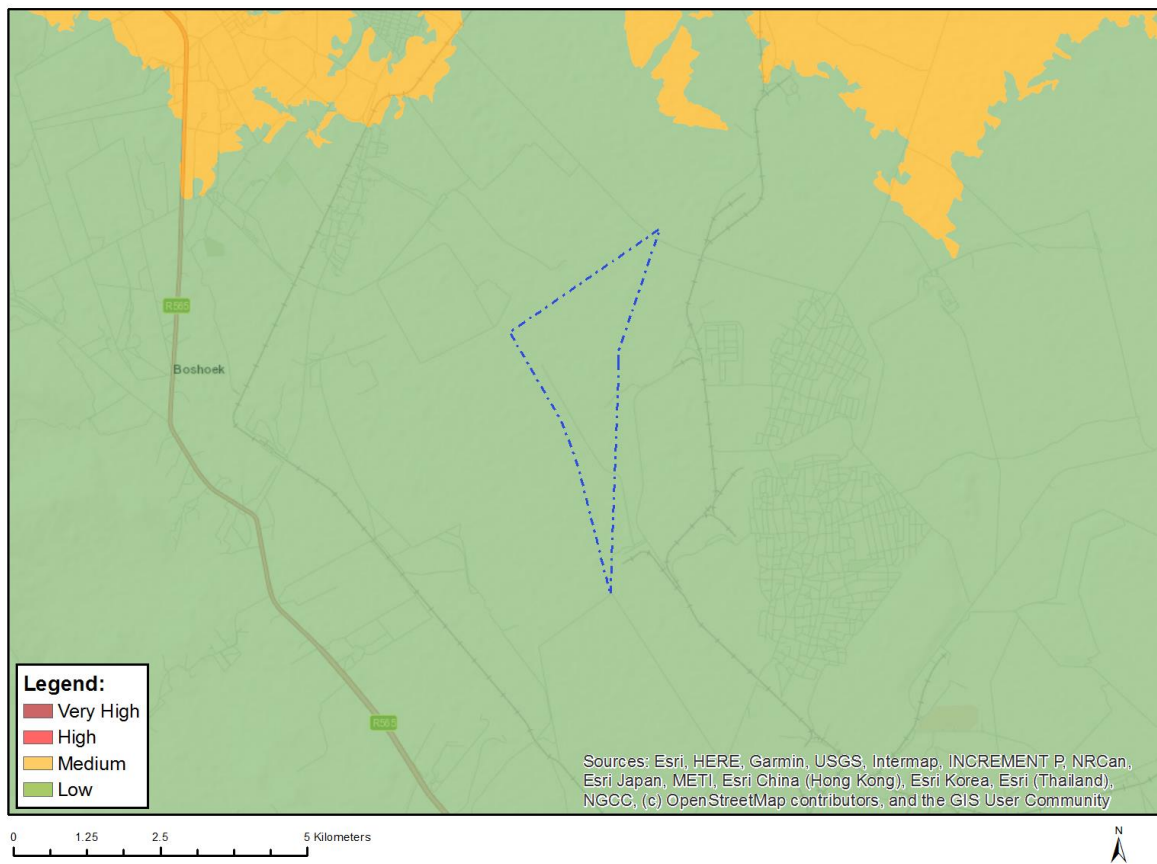 R565
Boshoek
R565
Legend:
Very High
High
Medium
Low
Sources: Esri, HERE, Garmin, USGS, Intermap, INCREMENT P, NRCan,
Esri Japan, METI, Esri China (Hong Kong), Esri Korea, Esri (Thailand),
NGCC, (c) OpenStreetMap contributors, and the GIS User Community
0 1.25 2.5 5 Kilometers
N